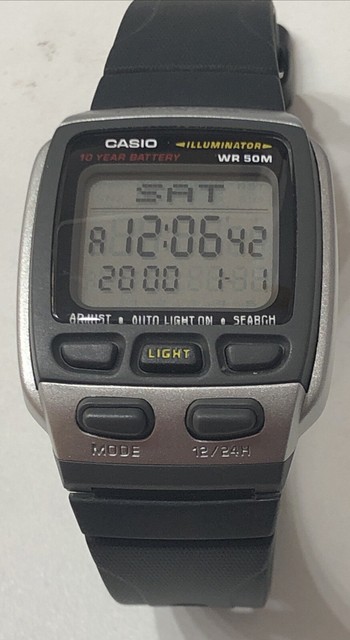 CASIO ILLUMINATOR
10 YEAR BATTERY WR 50M
SAT
A 12:06 42
2000 1-1
ADJUST • AUTO LIGHT ON • SEARCH
LIGHT
MODE 12/24H